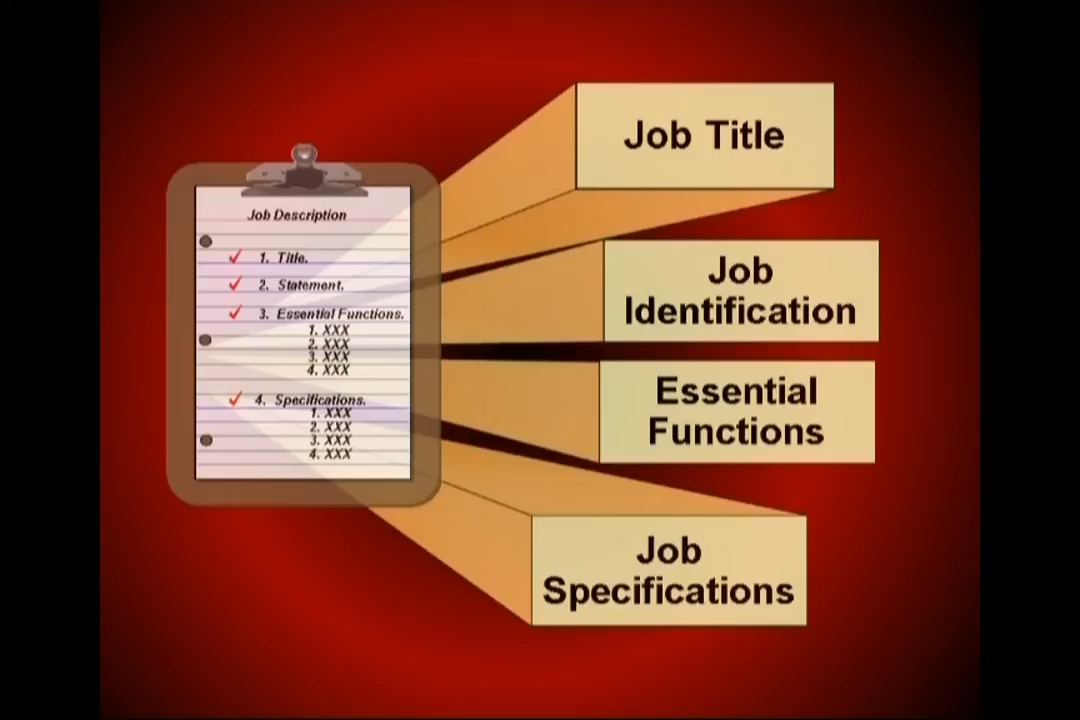 Job Description
1. Title.
2. Statement.
3. Essential Functions.
1. XXX
2. XXX
3. XXX
4. XXX
4. Specifications.
1. XXX
2. XXX
3. XXX
4. XXX
Job Title
Job
Identification
Essential
Functions
Job
Specifications